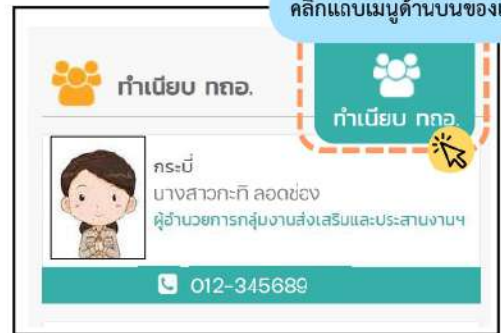 คลิกแถบเมนูด้านบนของ
ทำเนียบ ทถอ.
ทำเนียบ ทถอ.
กระบี่
นางสาวกะทิ ลอดช่อง
ผู้อำนวยการกลุ่มงานส่งเสริมและประสานงานฯ
012-345689